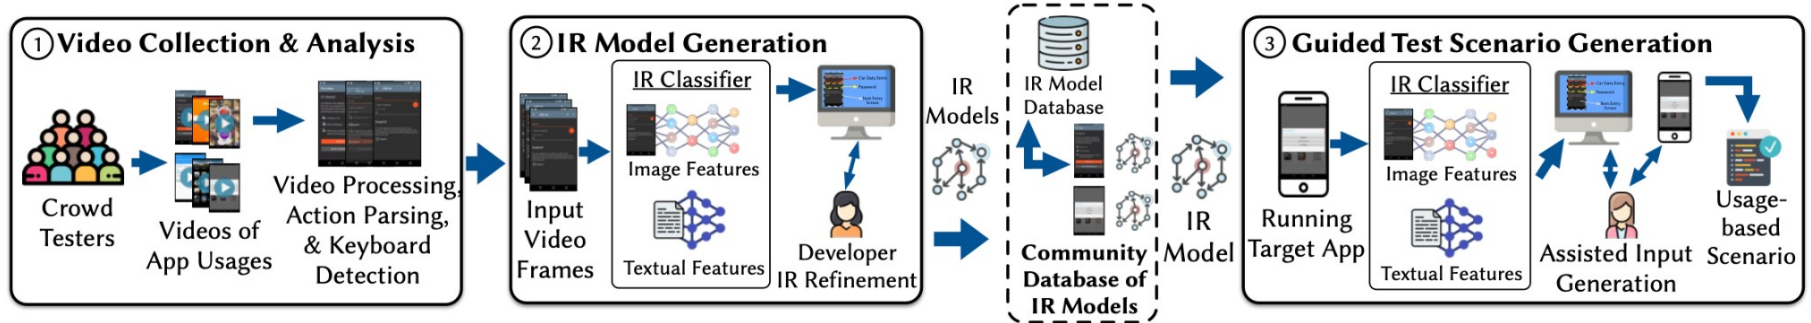 1 Video Collection & Analysis
Crowd
Testers
Videos of
App Usages
Video Processing,
Action Parsing,
& Keyboard
Detection
2 IR Model Generation
Input
Video
Frames
IR Classifier
Image Features
Textual Features
Developer
IR Refinement
IR
Models
IR Model
Database
Community
Database of
IR Models
IR
Model
3 Guided Test Scenario Generation
Running
Target App
IR Classifier
Image Features
Textual Features
Assisted Input
Generation
Usage-
based
Scenario